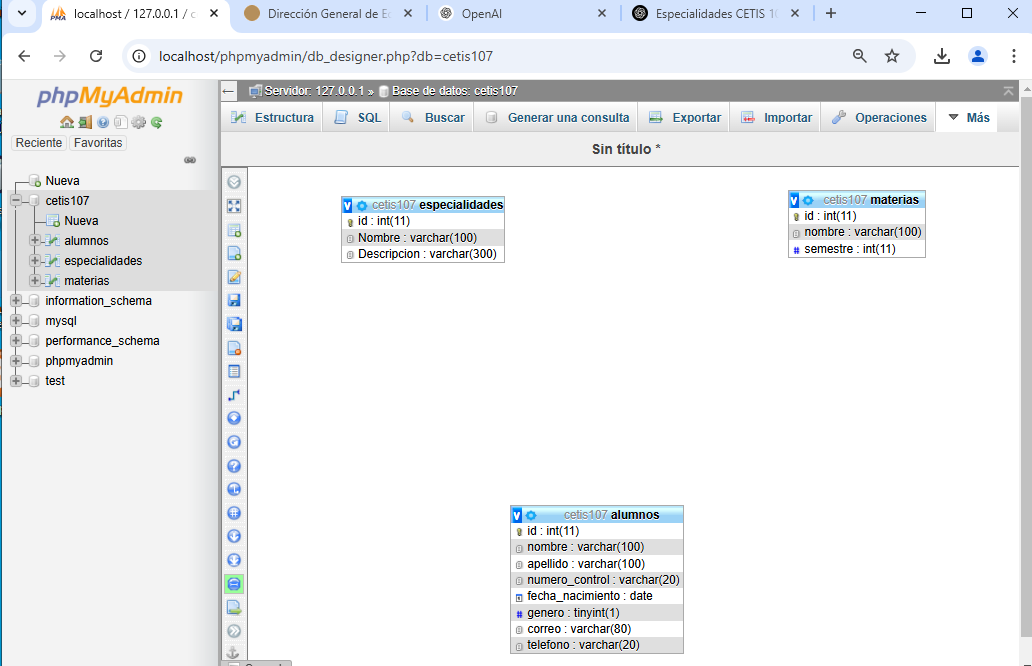 localhost / 127.0.0.1 / c
Dirección General de E
OpenAI
Especialidades CETIS 10
localhost/phpmyadmin/db_designer.php?db=cetis107
phpMyAdmin
Reciente
Favoritas
Nueva
cetis107
Nueva
alumnos
especialidades
materias
information_schema
mysql
performance_schema
phpmyadmin
test
Servidor: 127.0.0.1 » Base de datos: cetis107
Estructura SQL Buscar Generar una consulta Exportar Importar Operaciones Más
Sin título *
v cetis107 especialidades
id : int(11)
Nombre : varchar(100)
Descripcion : varchar(300)
v cetis107 materias
id : int(11)
nombre : varchar(100)
# semestre : int(11)
v cetis107 alumnos
id : int(11)
nombre : varchar(100)
apellido : varchar(100)
numero_control : varchar(20)
fecha_nacimiento : date
# genero : tinyint(1)
correo : varchar(80)
telefono : varchar(20)